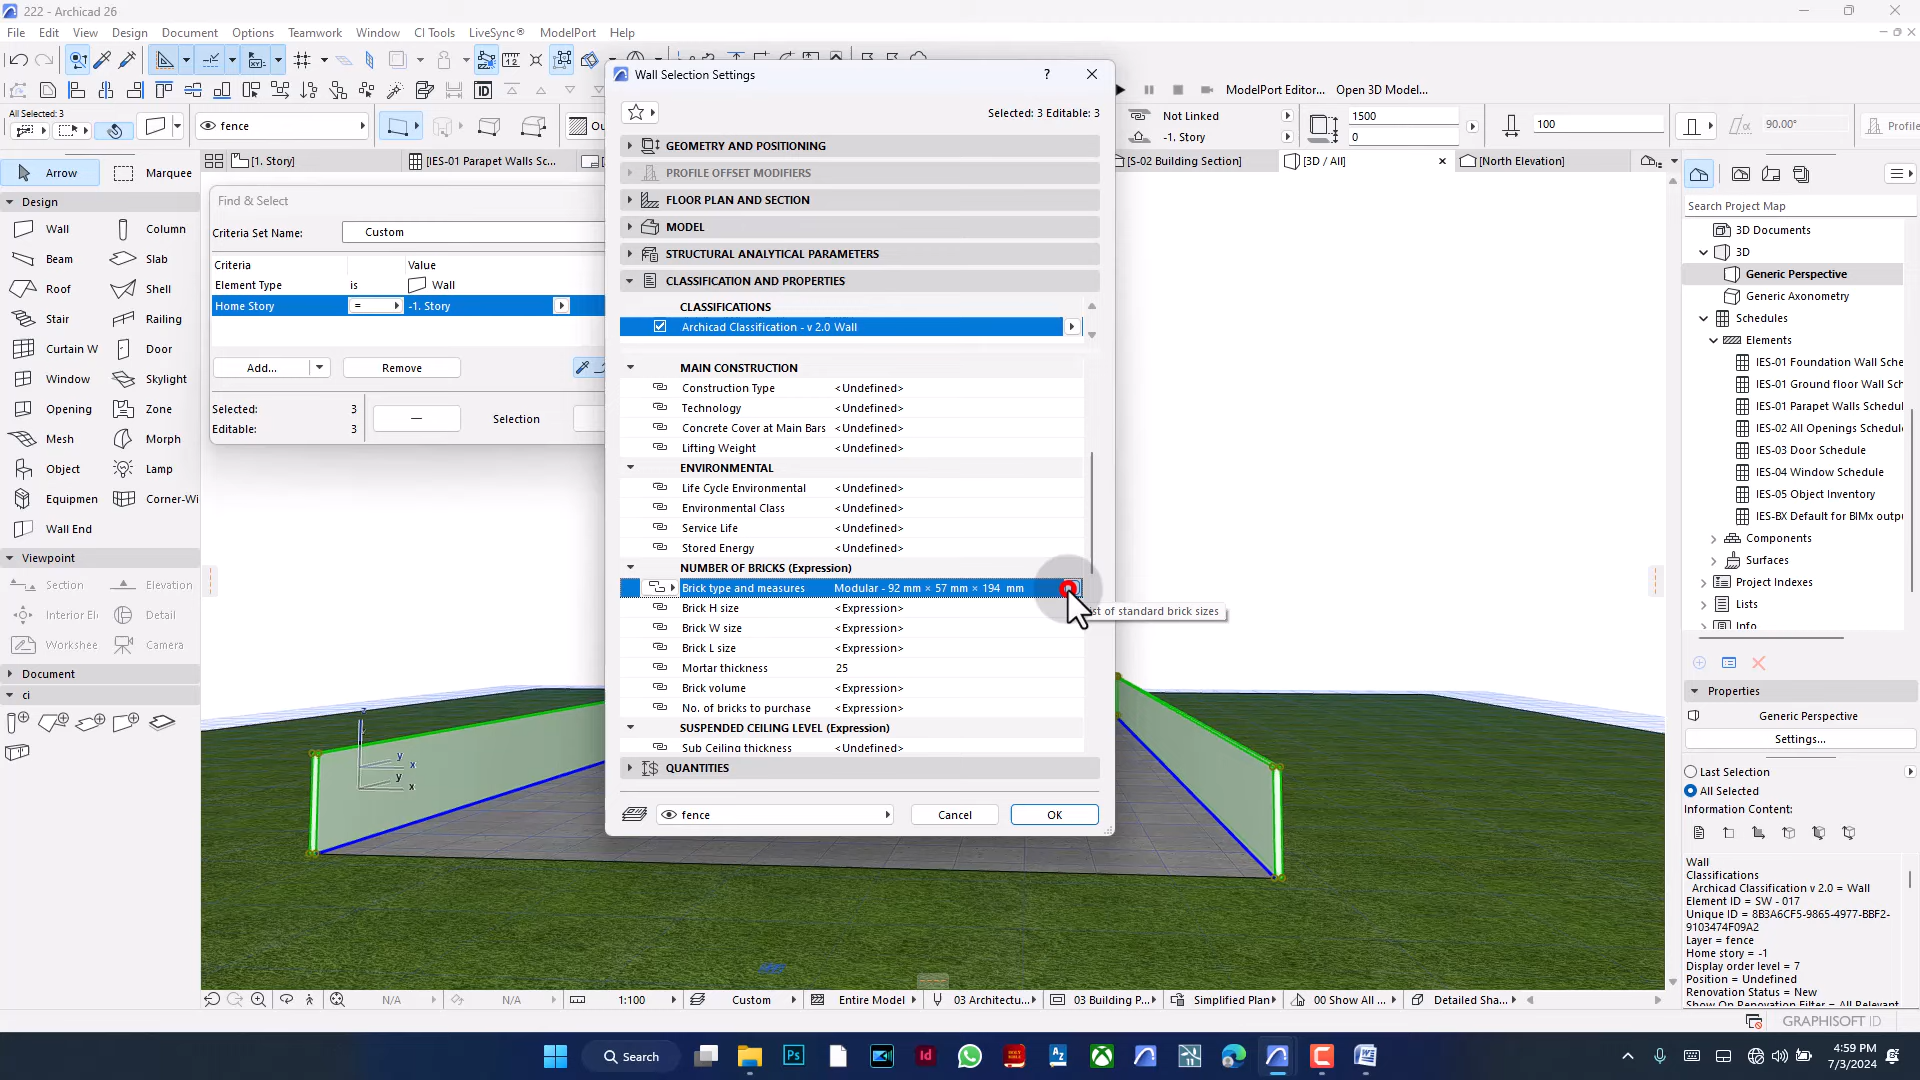 222 - Archicad 26
File Edit View Design Document Options Teamwork Window CI Tools LiveSync® ModelPort Help
ModelPort Editor... Open 3D Model...
All Selected: 3
fence
Not Linked
-1. Story
1500
0
100
90.00°
Profile
[1. Story]
[IES-01 Parapet Walls Sc...
[S-02 Building Section]
[3D / All]
[North Elevation]
Arrow Marquee
Design
Wall Column
Beam Slab
Roof Shell
Stair Railing
Curtain W Door
Window Skylight
Opening Zone
Mesh Morph
Object Lamp
Equipmen Corner-Wi
Wall End
Viewpoint
Section Elevation
Interior El Detail
Workshee Camera
Document
ci
Find & Select
Criteria Set Name: Custom
Criteria Value
Element Type is Wall
Home Story = -1. Story
Add... Remove
Selected: 3
Editable: 3
Selection
Wall Selection Settings
?
Selected: 3 Editable: 3
GEOMETRY AND POSITIONING
PROFILE OFFSET MODIFIERS
FLOOR PLAN AND SECTION
MODEL
STRUCTURAL ANALYTICAL PARAMETERS
CLASSIFICATION AND PROPERTIES
CLASSIFICATIONS
Archicad Classification - v 2.0 Wall
MAIN CONSTRUCTION
Construction Type <Undefined>
Technology <Undefined>
Concrete Cover at Main Bars <Undefined>
Lifting Weight <Undefined>
ENVIRONMENTAL
Life Cycle Environmental <Undefined>
Environmental Class <Undefined>
Service Life <Undefined>
Stored Energy <Undefined>
NUMBER OF BRICKS (Expression)
Brick type and measures Modular - 92 mm × 57 mm × 194 mm
Brick H size <Expression>
st of standard brick sizes
Brick W size <Expression>
Brick L size <Expression>
Mortar thickness 25
Brick volume <Expression>
No. of bricks to purchase <Expression>
SUSPENDED CEILING LEVEL (Expression)
Sub Ceiling thickness <Undefined>
QUANTITIES
fence
Cancel OK
y x
y x
Search Project Map
3D Documents
3D
Generic Perspective
Generic Axonometry
Schedules
Elements
IES-01 Foundation Wall Sche
IES-01 Ground floor Wall Sch
IES-01 Parapet Walls Schedul
IES-02 All Openings Schedule
IES-03 Door Schedule
IES-04 Window Schedule
IES-05 Object Inventory
IES-BX Default for BIMx outpu
Components
Surfaces
Project Indexes
Lists
Info
Properties
Generic Perspective
Settings...
Last Selection
All Selected
Information Content:
Wall
Classifications
Archicad Classification v 2.0 = Wall
Element ID = SW - 017
Unique ID = 8B3A6CF5-9865-4977-BBF2-
9103474F09A2
Layer = fence
Home story = -1
Display order level = 7
Position = Undefined
Renovation Status = New
Show On Renovation Filter = All Relevant
N/A N/A 1:100 Custom Entire Model 03 Architectu... 03 Building P... Simplified Plan 00 Show All ... Detailed Sha...
GRAPHISOFT ID
Search
4:59 PM
7/3/2024